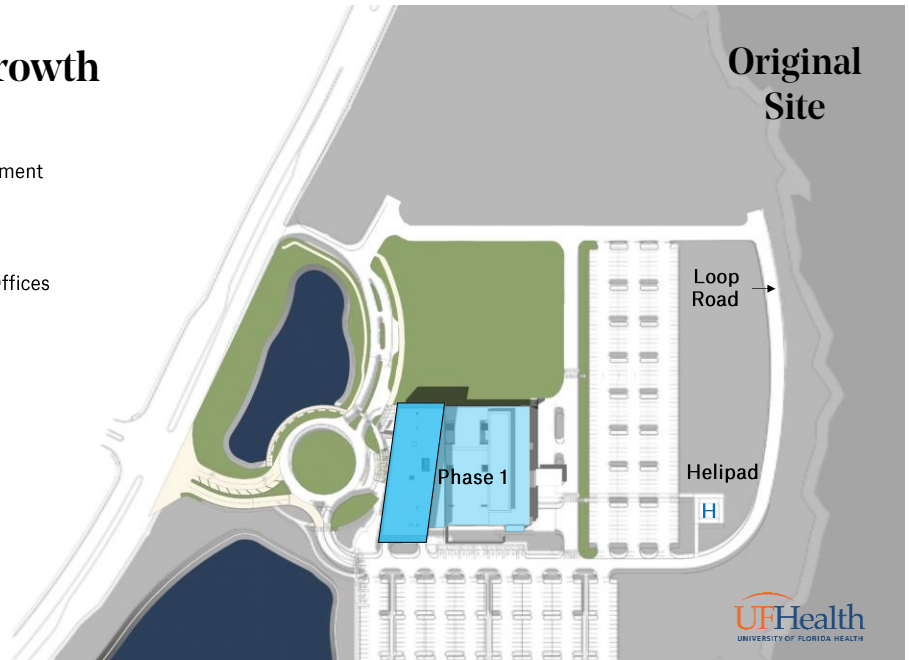 rowth
ment
ffices
Original
Site
Loop
Road
Phase 1
Helipad
H
UFHealth
UNIVERSITY OF FLORIDA HEALTH